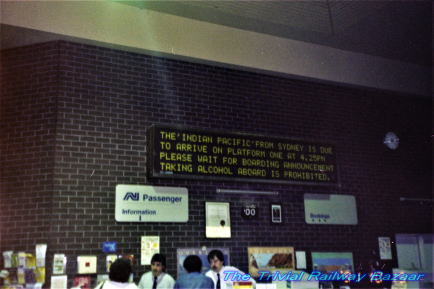 THE 'INDIAN PACIFIC' FROM SYDNEY IS DUE
TO ARRIVE ON PLATFORM ONE AT 4.25PM
PLEASE WAIT FOR BOARDING ANNOUNCEMENT
TAKING ALCOHOL ABOARD IS PROHIBITED.
AN Passenger
Information
Bookings
The Trivial Railway Bazaar